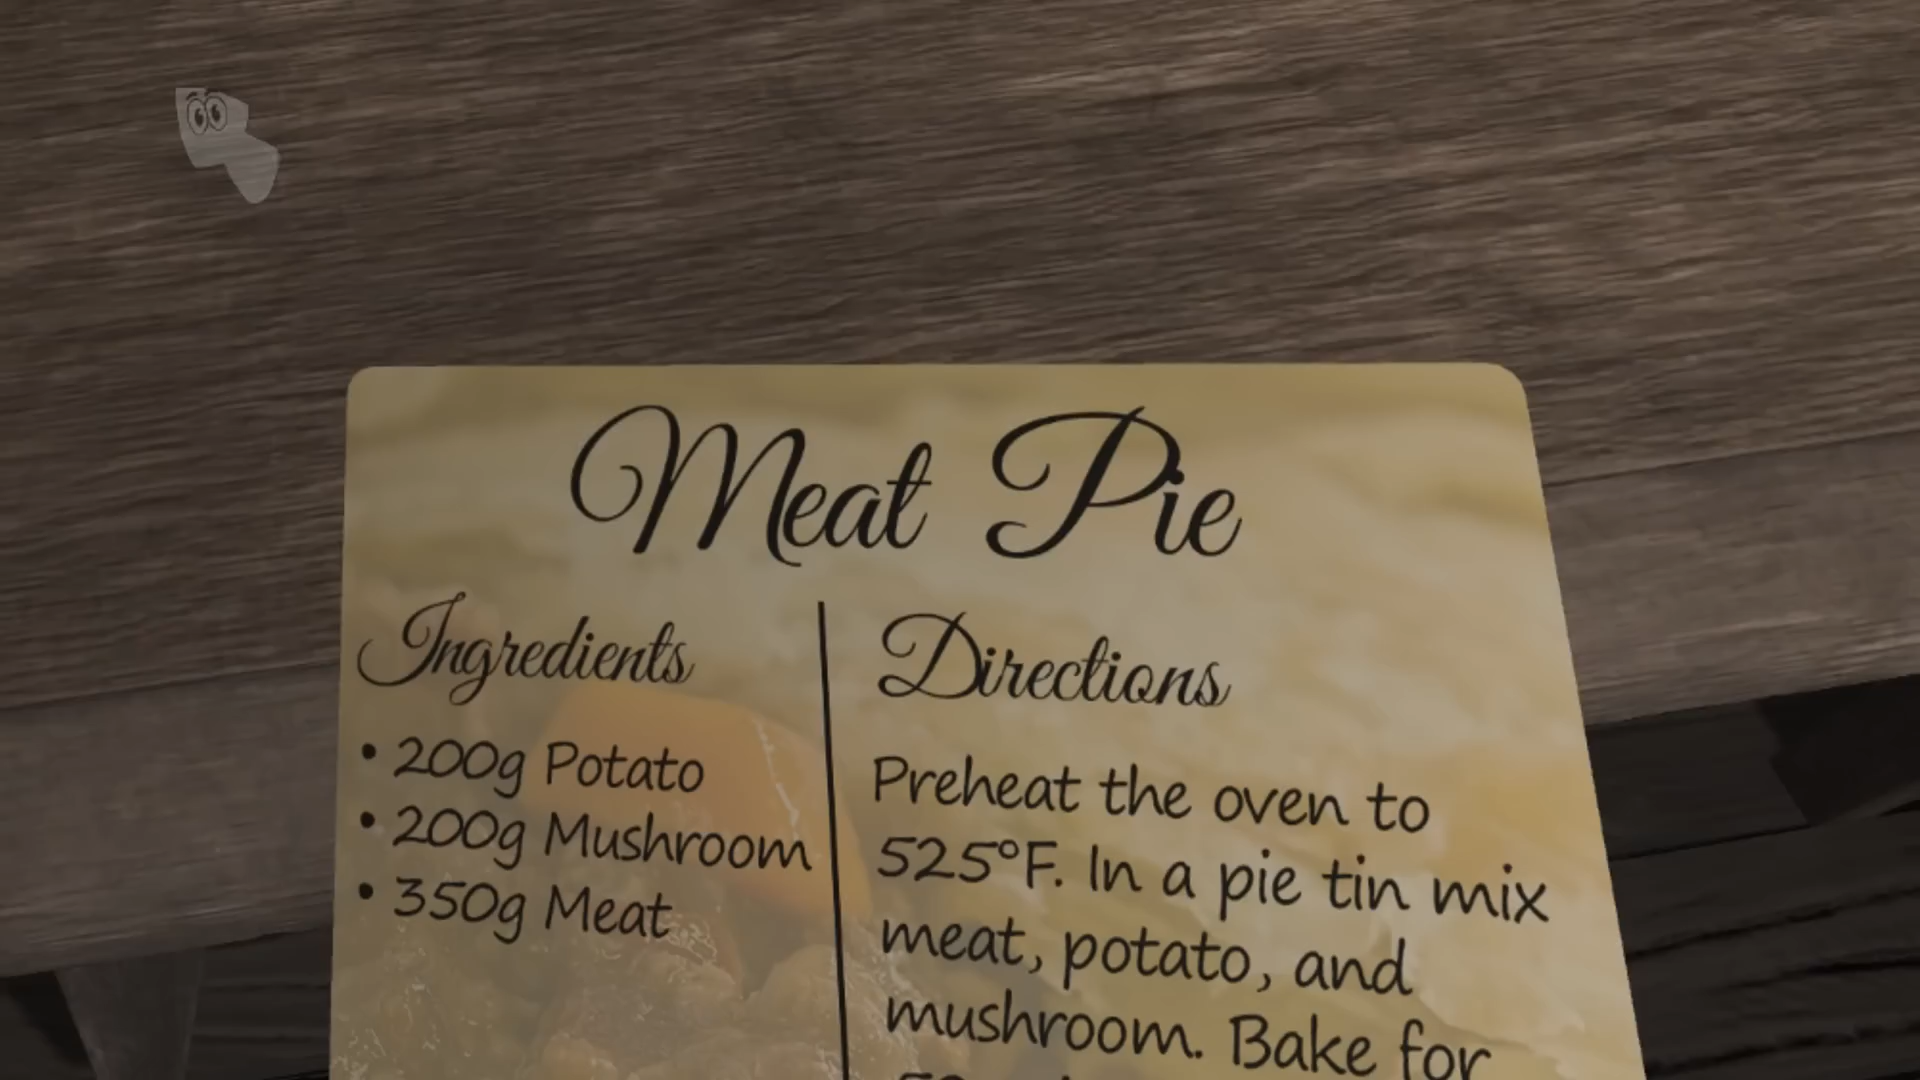 Meat Pie
Ingredients
• 200g Potato
• 200g Mushroom
• 350g Meat
Directions
Preheat the oven to
525°F. In a pie tin mix
meat, potato, and
mushroom. Bake for